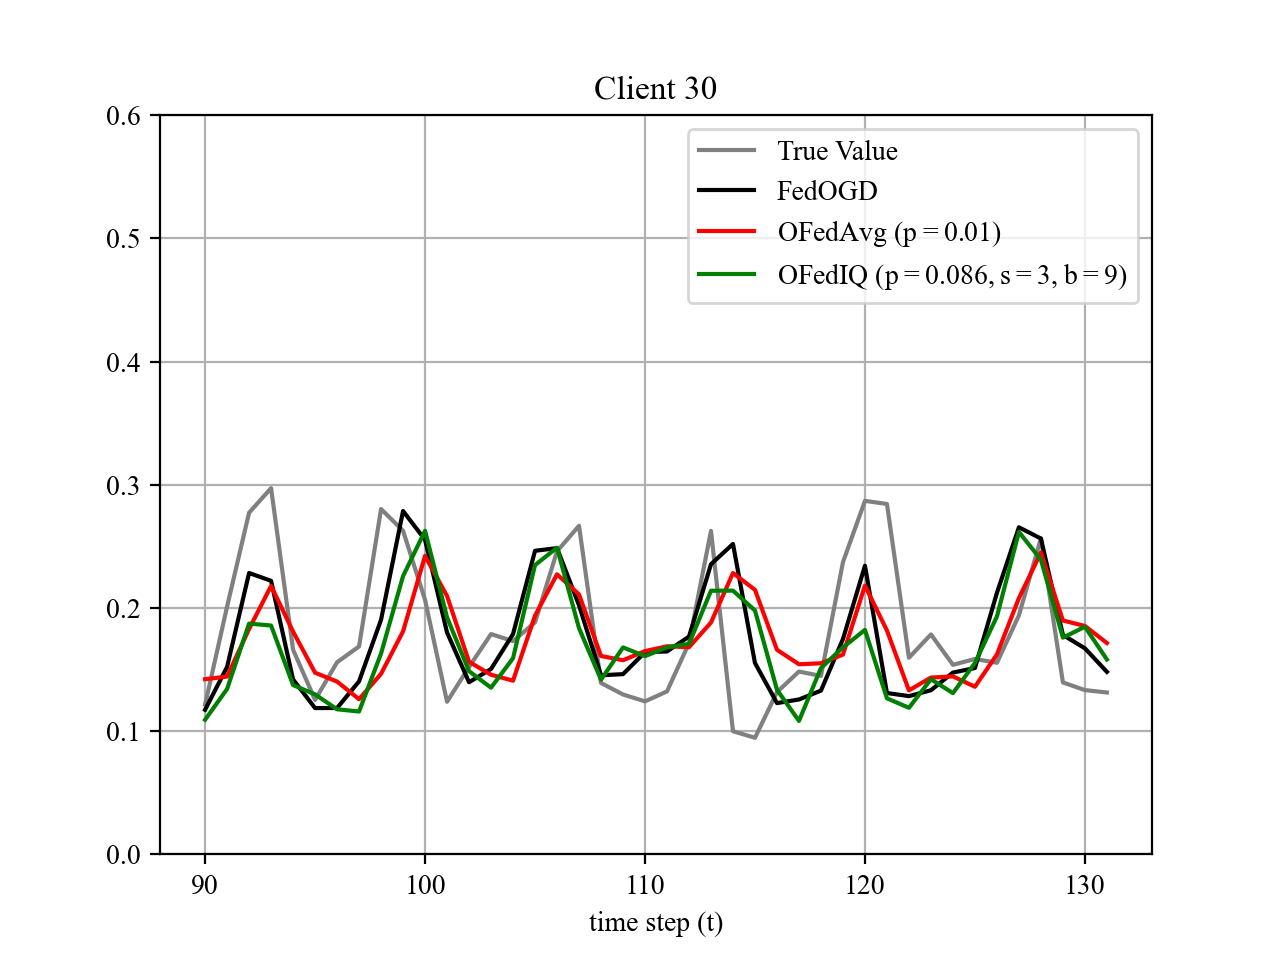 Client 30
0.6
0.5
0.4
0.3
0.2
0.1
0.0
True Value
FedOGD
OFedAvg (p = 0.01)
OFedIQ (p = 0.086, s = 3, b = 9)
90 100 110 120 130
time step (t)